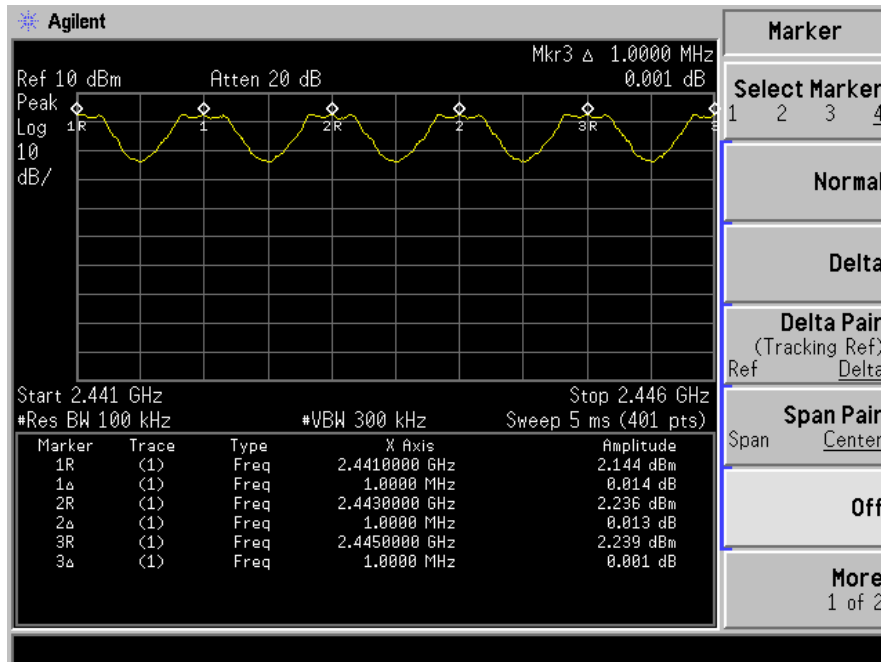 Agilent
Marker
Mkr3 Δ 1.0000 MHz
Ref 10 dBm Atten 20 dB 0.001 dB
Peak
Log
10
dB/
1R 1 2R 2 3R 3
Start 2.441 GHz Stop 2.446 GHz
#Res BW 100 kHz #VBW 300 kHz Sweep 5 ms (401 pts)
Marker Trace Type X Axis Amplitude
1R (1) Freq 2.4410000 GHz 2.144 dBm
1Δ (1) Freq 1.0000 MHz 0.014 dB
2R (1) Freq 2.4430000 GHz 2.236 dBm
2Δ (1) Freq 1.0000 MHz 0.013 dB
3R (1) Freq 2.4450000 GHz 2.239 dBm
3Δ (1) Freq 1.0000 MHz 0.001 dB
Select Marker
1 2 3 4
Normal
Delta
Delta Pair
(Tracking Ref)
Ref Delta
Span Pair
Span Center
Off
More
1 of 2